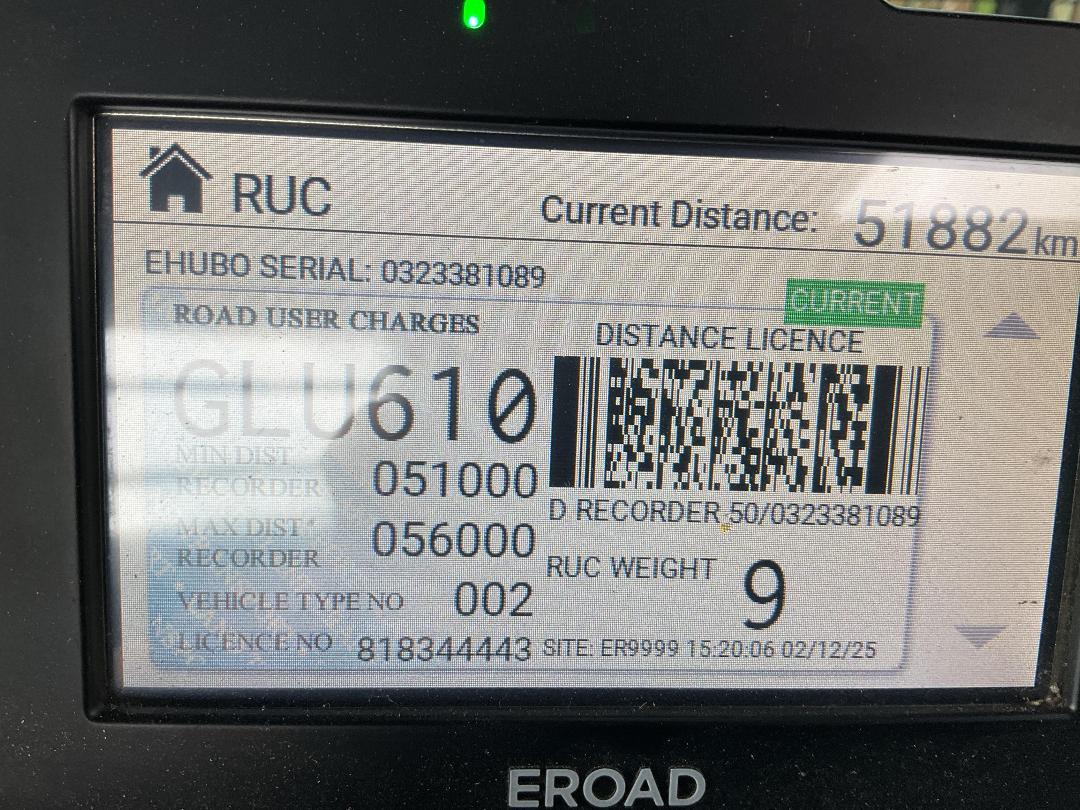 RUC
Current Distance: 51882 km
EHUBO SERIAL: 0323381089
CURRENT
ROAD USER CHARGES
DISTANCE LICENCE
GLU610
MIN DIST
RECORDER 051000
D RECORDER 50/0323381089
MAX DIST
RECORDER 056000
RUC WEIGHT 9
VEHICLE TYPE NO 002
LICENCE NO 818344443
SITE: ER9999 15:20:06 02/12/25
EROAD